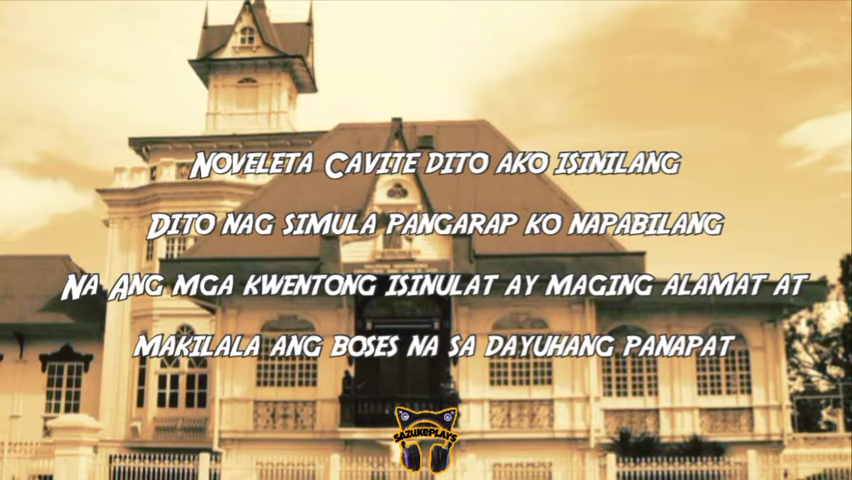 Noveleta Cavite dito ako isinilang
Dito nag simula pangarap ko napabilang
Na Ang mga kwentong isinulat ay maging alamat at
makilala ang boses na sa dayuhang panapat
SAZUKEPLAYS